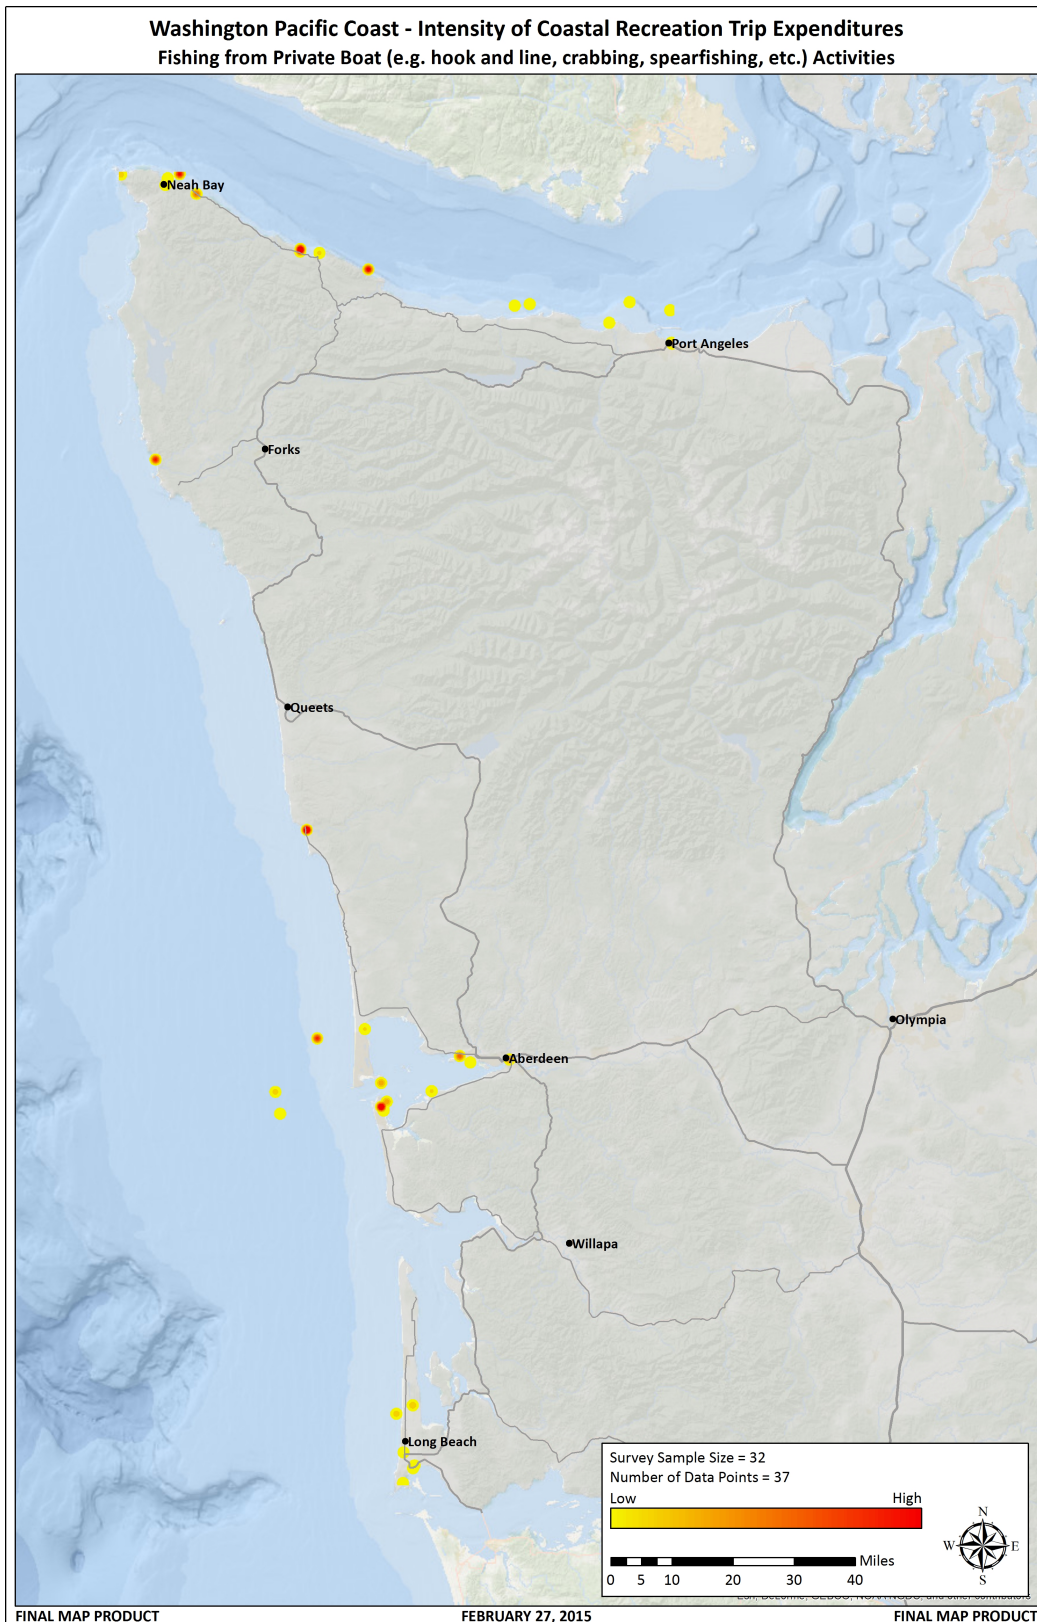 Washington Pacific Coast - Intensity of Coastal Recreation Trip Expenditures
Fishing from Private Boat (e.g. hook and line, crabbing, spearfishing, etc.) Activities
Neah Bay
Port Angeles
Forks
Queets
Olympia
Aberdeen
Willapa
Long Beach
Survey Sample Size = 32
Number of Data Points = 37
Low High
N
W E
S
Miles
0 5 10 20 30 40
FINAL MAP PRODUCT FEBRUARY 27, 2015 FINAL MAP PRODUCT